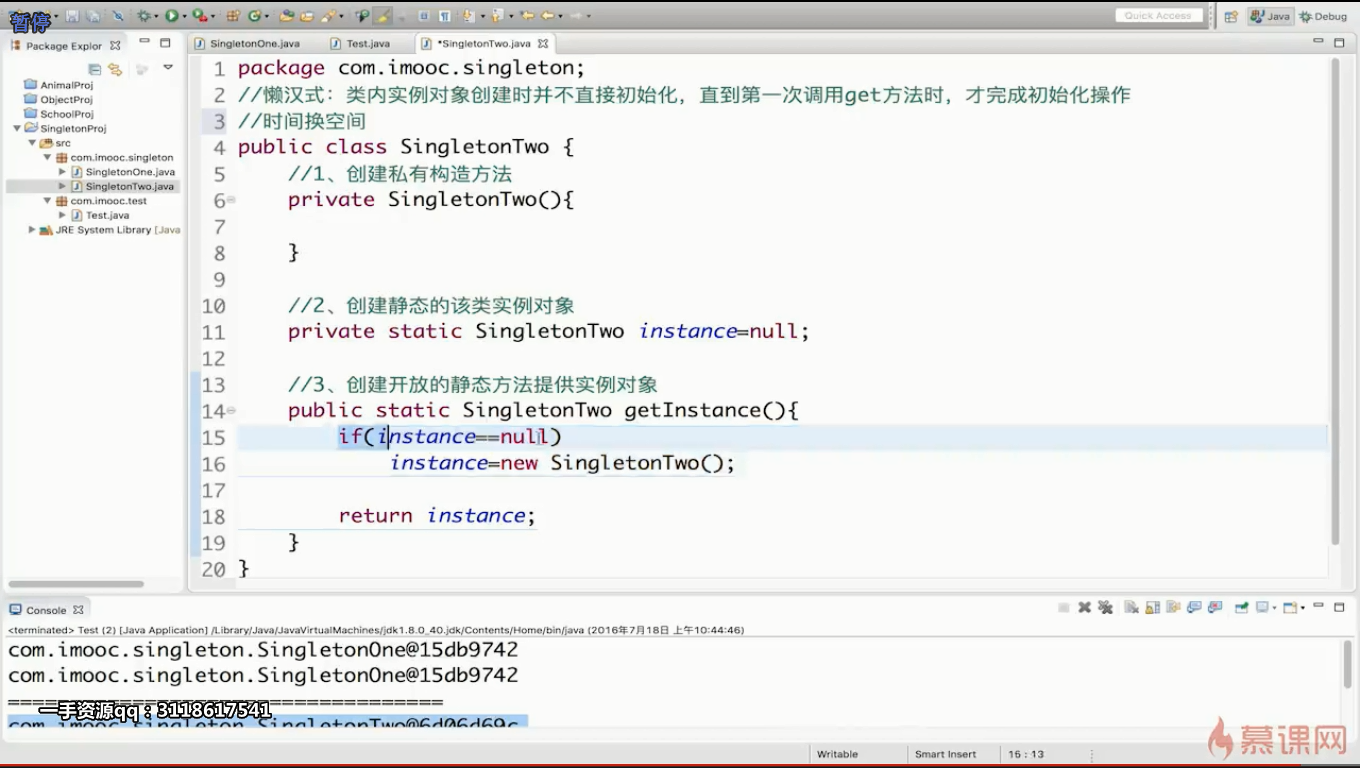 暂停
Quick Access
Java
Debug
Package Explor
SingletonOne.java
Test.java
*SingletonTwo.java
AnimalProj
ObjectProj
SchoolProj
SingletonProj
src
com.imooc.singleton
SingletonOne.java
SingletonTwo.java
com.imooc.test
Test.java
JRE System Library [Java
1 package com.imooc.singleton;
2 //懒汉式：类内实例对象创建时并不直接初始化，直到第一次调用get方法时，才完成初始化操作
3 //时间换空间
4 public class SingletonTwo {
5 //1、创建私有构造方法
6 private SingletonTwo(){
7
8 }
9
10 //2、创建静态的该类实例对象
11 private static SingletonTwo instance=null;
12
13 //3、创建开放的静态方法提供实例对象
14 public static SingletonTwo getInstance(){
15 if(instance==null)
16 instance=new SingletonTwo();
17
18 return instance;
19 }
20 }
Console
<terminated> Test (2) [Java Application] /Library/Java/JavaVirtualMachines/jdk1.8.0_40.jdk/Contents/Home/bin/java (2016年7月18日 上午10:44:46)
com.imooc.singleton.SingletonOne@15db9742
com.imooc.singleton.SingletonOne@15db9742
===================================
一手资源qq：3118617541
com.imooc.singleton.SingletonTwo@6d06d69c
慕课网
Writable
Smart Insert
16 : 13